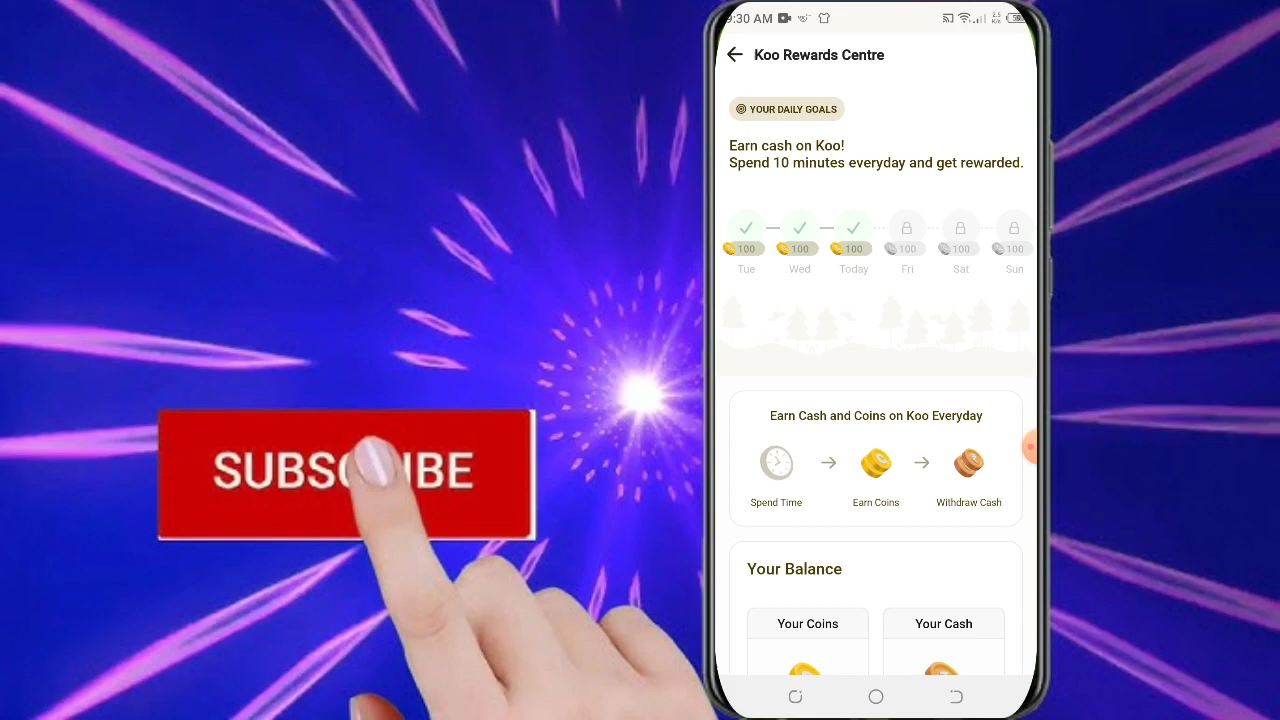 SUBSCRIBE
9:30 AM
Koo Rewards Centre
YOUR DAILY GOALS
Earn cash on Koo!
Spend 10 minutes everyday and get rewarded.
100 100 100 100 100 100
Tue Wed Today Fri Sat Sun
Earn Cash and Coins on Koo Everyday
Spend Time Earn Coins Withdraw Cash
Your Balance
Your Coins Your Cash